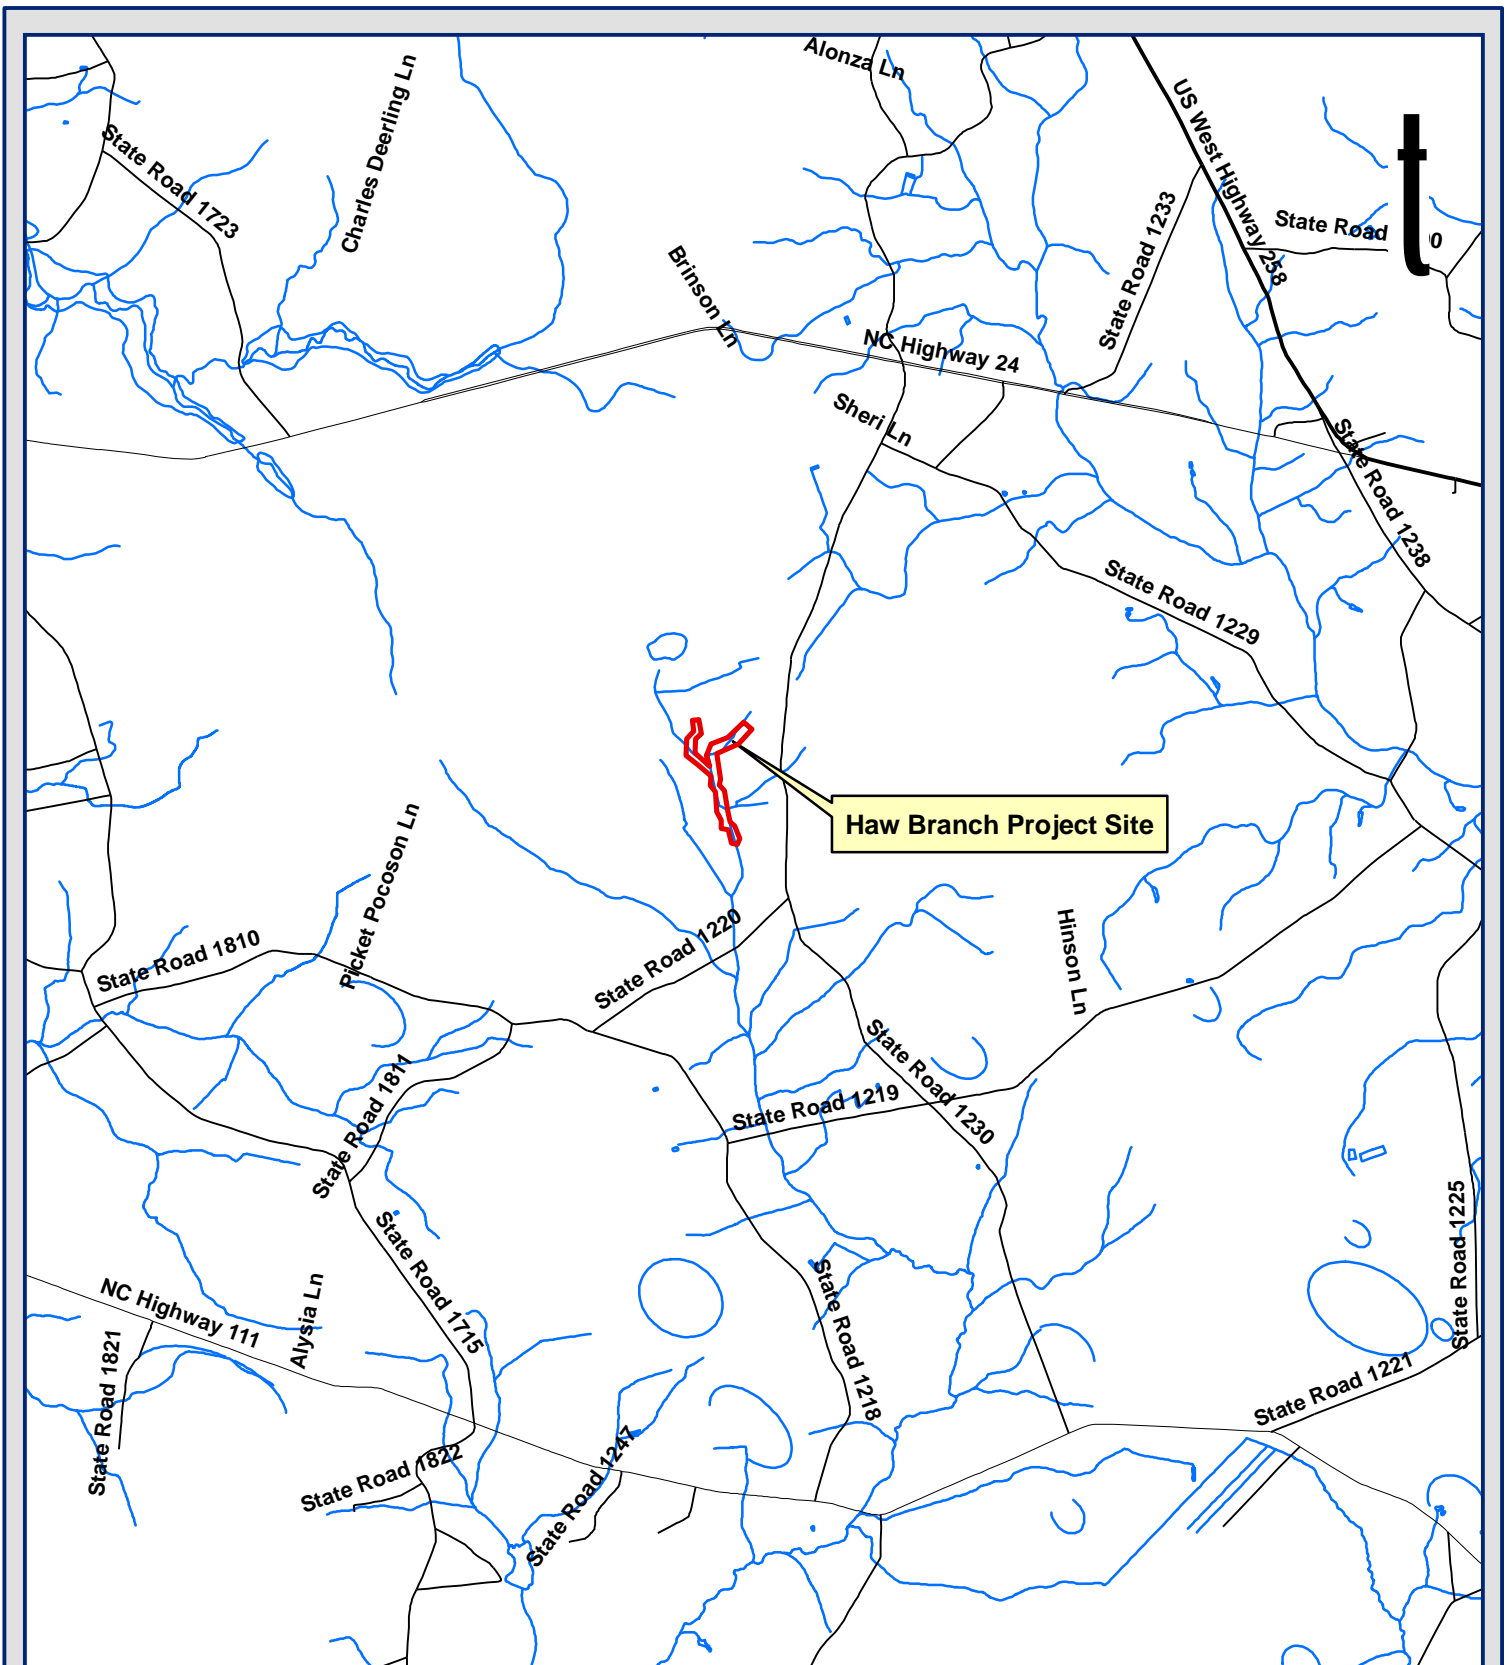 Alonza Ln
Charles Deerling Ln
US West Highway 258
t
State Road 1723
State Road 1233
State Road
00
Brinson Ln
NC Highway 24
Sheri Ln
State Road 1238
State Road 1229
Haw Branch Project Site
Picket Pocoson Ln
State Road 1810
State Road 1220
Hinson Ln
State Road 1230
State Road 1811
State Road 1219
State Road 1225
State Road 1715
State Road 1218
NC Highway 111
Alysia Ln
State Road 1821
State Road 1221
State Road 1822
State Road 1247